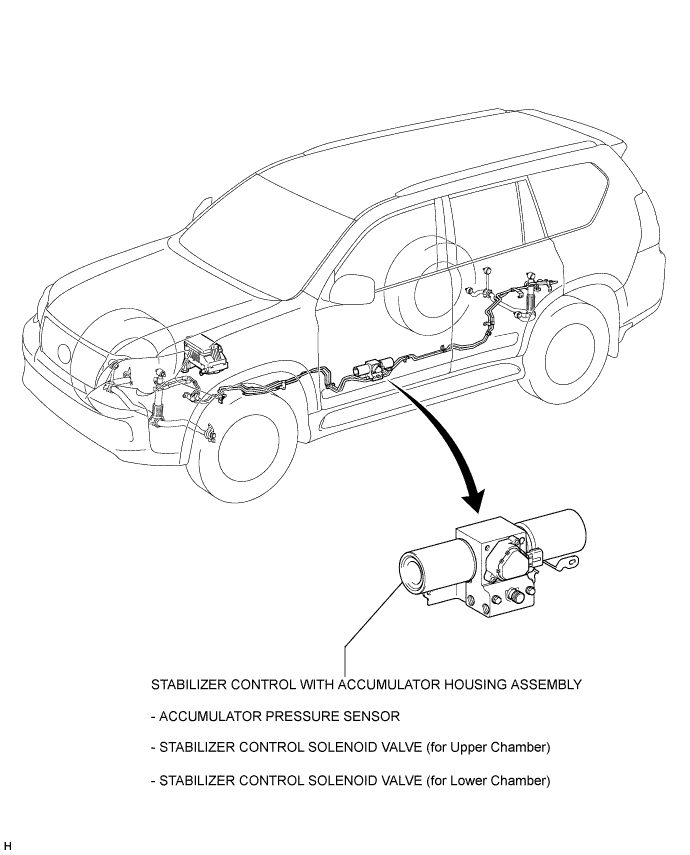 STABILIZER CONTROL WITH ACCUMULATOR HOUSING ASSEMBLY
- ACCUMULATOR PRESSURE SENSOR
- STABILIZER CONTROL SOLENOID VALVE (for Upper Chamber)
- STABILIZER CONTROL SOLENOID VALVE (for Lower Chamber)
H